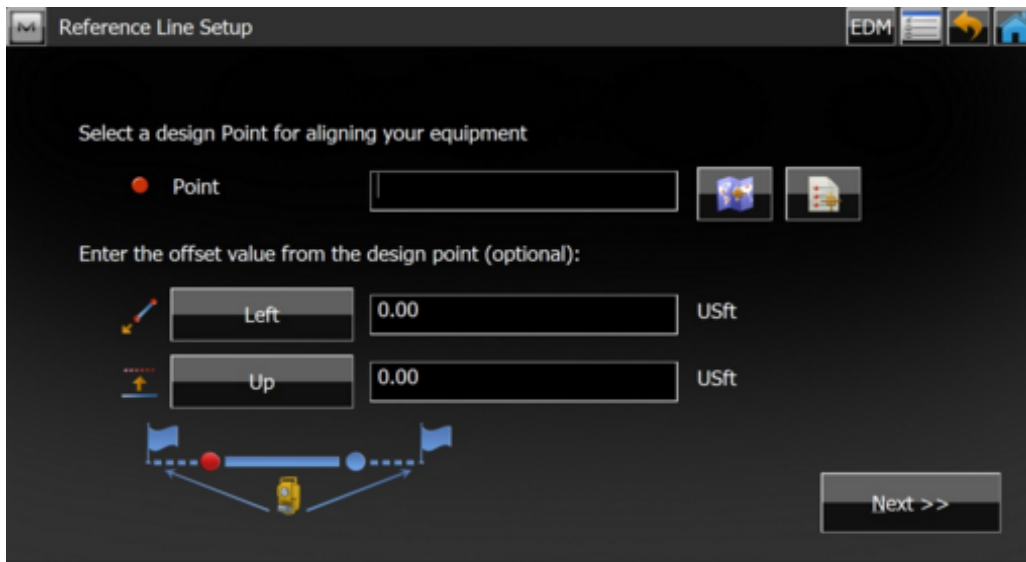 Reference Line Setup EDM
Select a design Point for aligning your equipment
Point
Enter the offset value from the design point (optional):
Left 0.00 USft
Up 0.00 USft
Next >>